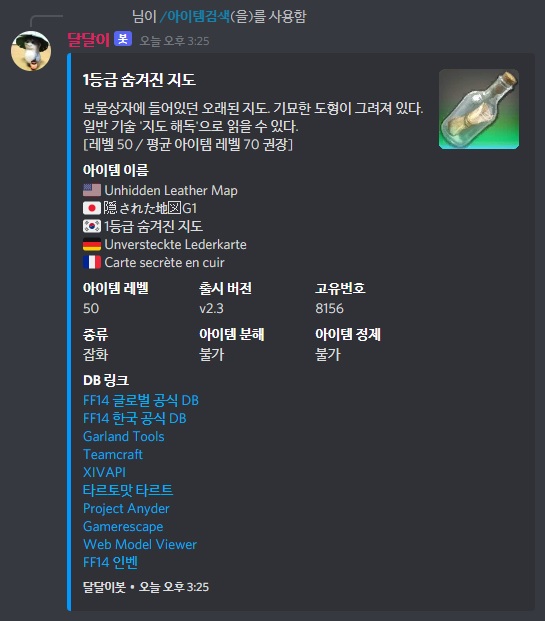 님이 /아이템검색(을)를 사용함
달달이 봇 오늘 오후 3:25
1등급 숨겨진 지도
보물상자에 들어있던 오래된 지도. 기묘한 도형이 그려져 있다.
일반 기술 '지도 해독'으로 읽을 수 있다.
[레벨 50 / 평균 아이템 레벨 70 권장]
아이템 이름
Unhidden Leather Map
隠された地図G1
1등급 숨겨진 지도
Unversteckte Lederkarte
Carte secrète en cuir
아이템 레벨 출시 버전 고유번호
50 v2.3 8156
종류 아이템 분해 아이템 정제
잡화 불가 불가
DB 링크
FF14 글로벌 공식 DB
FF14 한국 공식 DB
Garland Tools
Teamcraft
XIVAPI
타르토맛 타르트
Project Anyder
Gamerescape
Web Model Viewer
FF14 인벤
달달이봇 • 오늘 오후 3:25